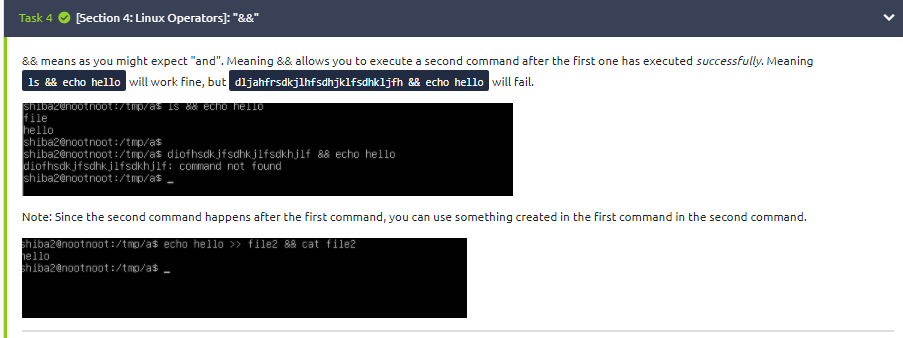 Task 4 [Section 4: Linux Operators]: "&&"
&& means as you might expect "and". Meaning && allows you to execute a second command after the first one has executed successfully. Meaning
ls && echo hello will work fine, but dljahfrsdkjlhfsdhjklfsdhkljfh && echo hello will fail.
shiba2@nootnoot:/tmp/a$ ls && echo hello
file
hello
shiba2@nootnoot:/tmp/a$
shiba2@nootnoot:/tmp/a$ diofhsdkjfsdhkjlfsdkhjlf && echo hello
diofhsdkjfsdhkjlfsdkhjlf: command not found
shiba2@nootnoot:/tmp/a$ _
Note: Since the second command happens after the first command, you can use something created in the first command in the second command.
shiba2@nootnoot:/tmp/a$ echo hello >> file2 && cat file2
hello
shiba2@nootnoot:/tmp/a$ _